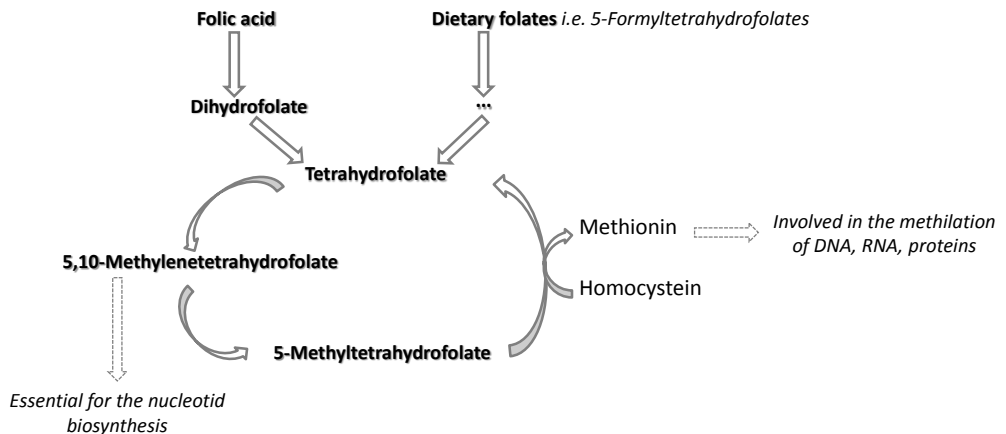 Folic acid
Dietary folates i.e. 5-Formyltetrahydrofolates
Dihydrofolate
...
Tetrahydrofolate
Methionin
Involved in the methilation
of DNA, RNA, proteins
5,10-Methylenetetrahydrofolate
Homocystein
5-Methyltetrahydrofolate
Essential for the nucleotid
biosynthesis